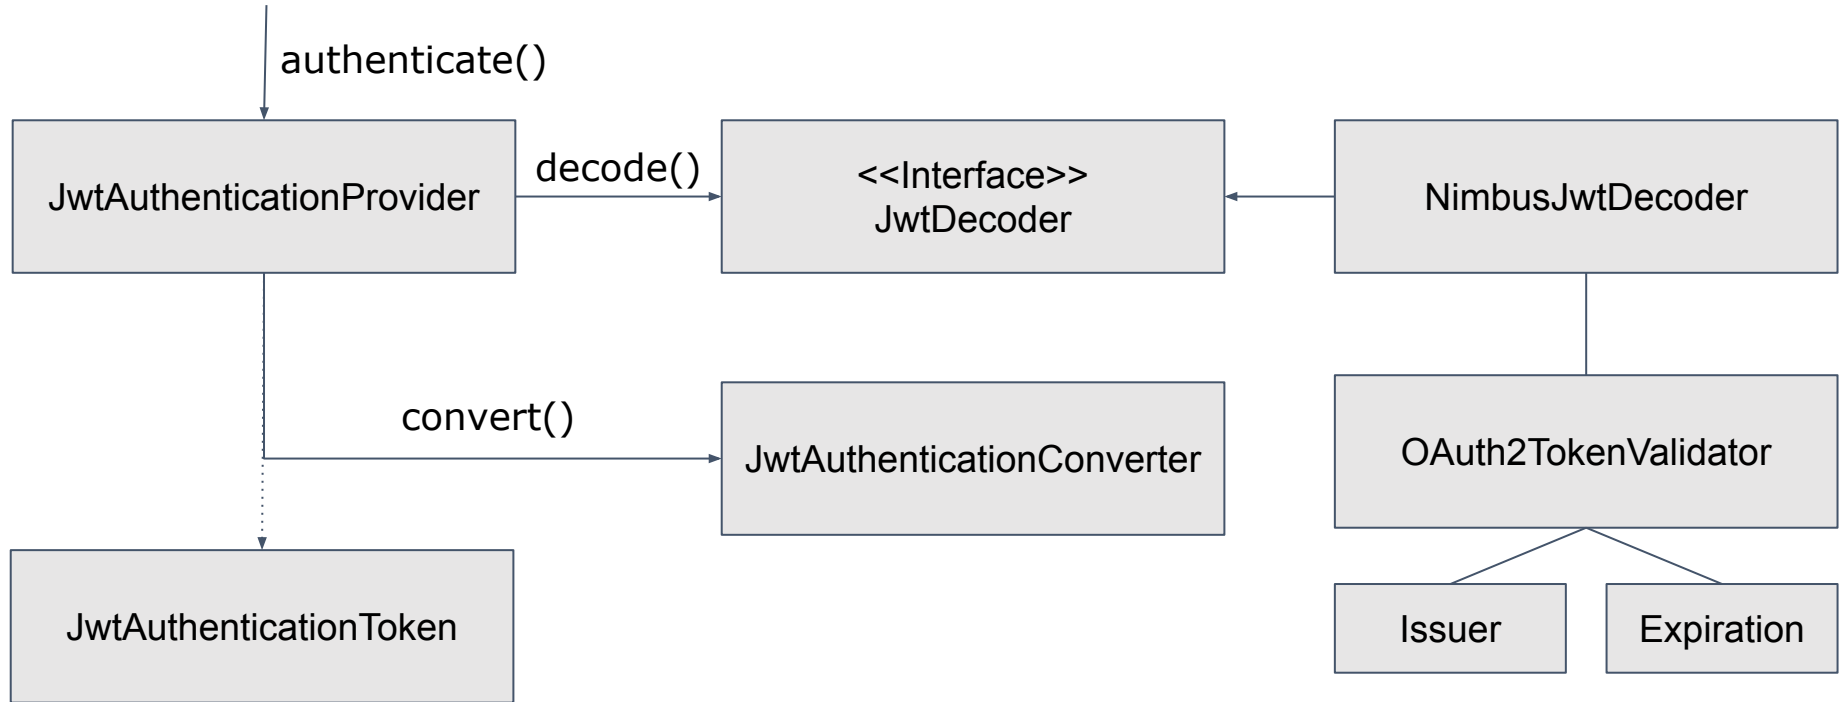 authenticate()
JwtAuthenticationProvider
decode()
<<Interface>>
JwtDecoder
NimbusJwtDecoder
convert()
JwtAuthenticationConverter
OAuth2TokenValidator
JwtAuthenticationToken
Issuer
Expiration